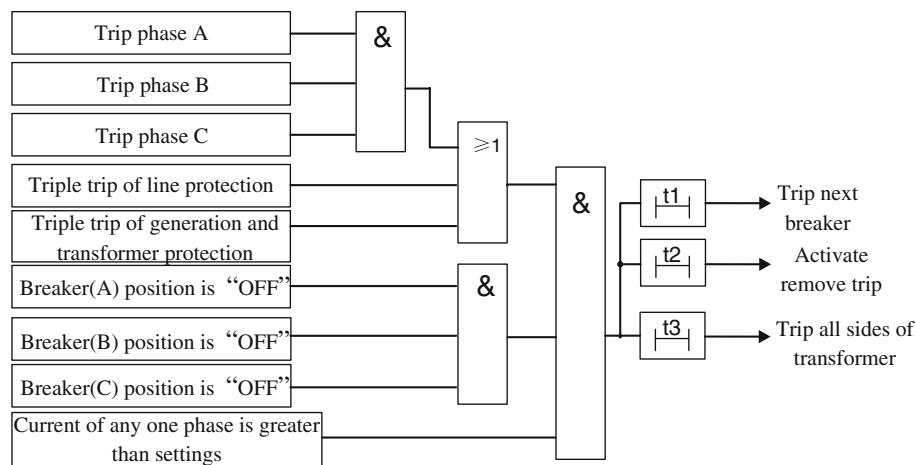 Trip phase A
Trip phase B
Trip phase C
Triple trip of line protection
Triple trip of generation and
transformer protection
Breaker(A) position is “OFF”
Breaker(B) position is “OFF”
Breaker(C) position is “OFF”
Current of any one phase is greater
than settings
&
≥1
&
&
t1
t2
t3
Trip next
breaker
Activate
remove trip
Trip all sides of
transformer